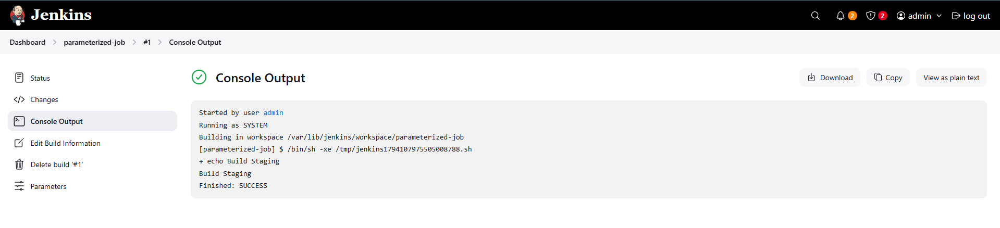 Jenkins
2
2
admin
log out
Dashboard
parameterized-job
#1
Console Output
Status
Changes
Console Output
Edit Build Information
Delete build ‘#1’
Parameters
Console Output
Download
Copy
View as plain text
Started by user admin
Running as SYSTEM
Building in workspace /var/lib/jenkins/workspace/parameterized-job
[parameterized-job] $ /bin/sh -xe /tmp/jenkins1794107975505008788.sh
+ echo Build Staging
Build Staging
Finished: SUCCESS